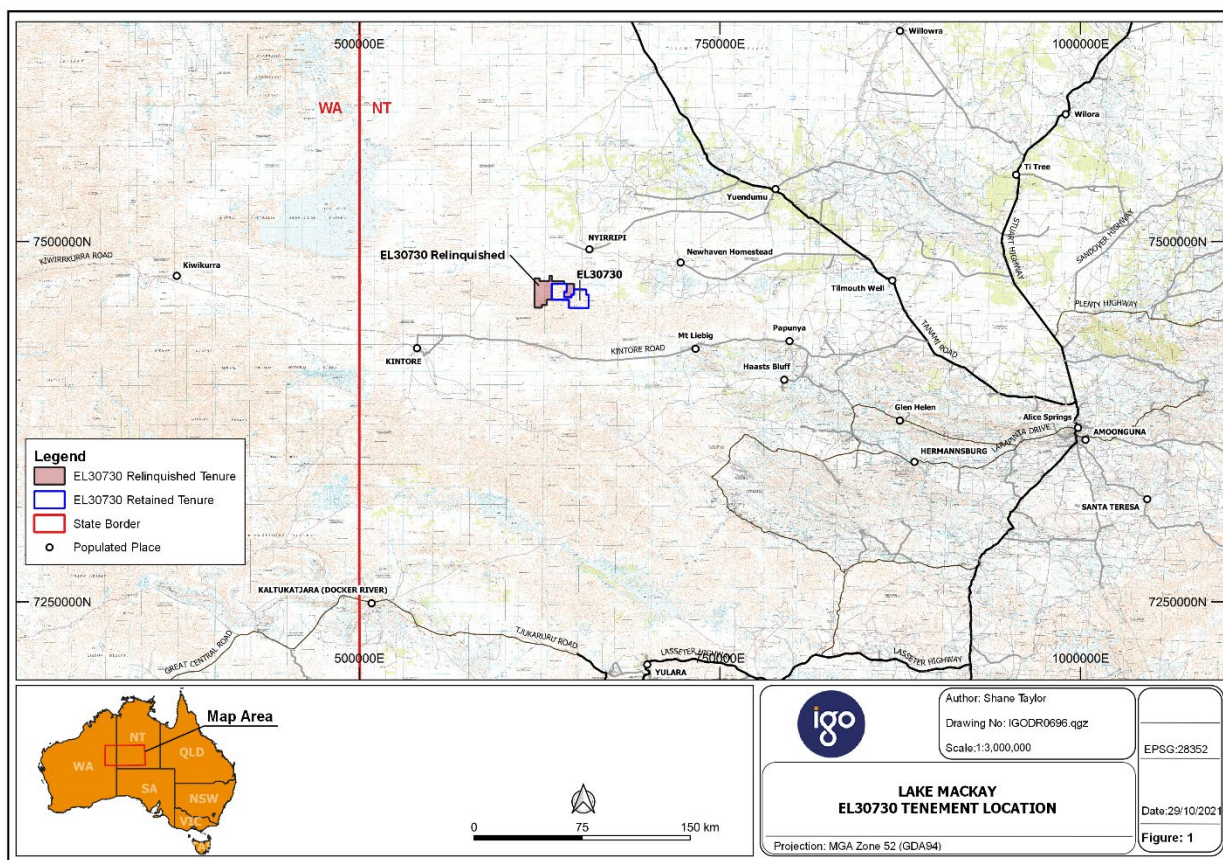 500000E
750000E
1000000E
Willowra
WA NT
Wilora
Ti Tree
Yuendumu
STUART HIGHWAY
SANDOVER HIGHWAY
NYIRRIPI
7500000N
7500000N
KIWIRRKURRA ROAD
EL30730 Relinquished
Newhaven Homestead
Kiwikurra
EL30730
Tilmouth Well
PLENTY HIGHWAY
TANAMI ROAD
Papunya
Mt Liebig
KINTORE
KINTORE ROAD
Haasts Bluff
Glen Helen
Alice Springs
LARAPINTA DRIVE
AMOONGUNA
HERMANNSBURG
SANTA TERESA
Legend
EL30730 Relinquished Tenure
EL30730 Retained Tenure
State Border
Populated Place
KALTUKATJARA (DOCKER RIVER)
7250000N
7250000N
GREAT CENTRAL ROAD
TJUKARURU ROAD
500000E
LASSETER HIGHWAY
750000E
LASSETER HIGHWAY
1000000E
YULARA
Map Area
NT
WA
QLD
SA
NSW
VIC
0 75 150 km
igo
Author: Shane Taylor
Drawing No: IGODR0696.qgz
Scale:1:3,000,000
EPSG:28352
LAKE MACKAY
EL30730 TENEMENT LOCATION
Date:29/10/2021
Projection: MGA Zone 52 (GDA94)
Figure: 1